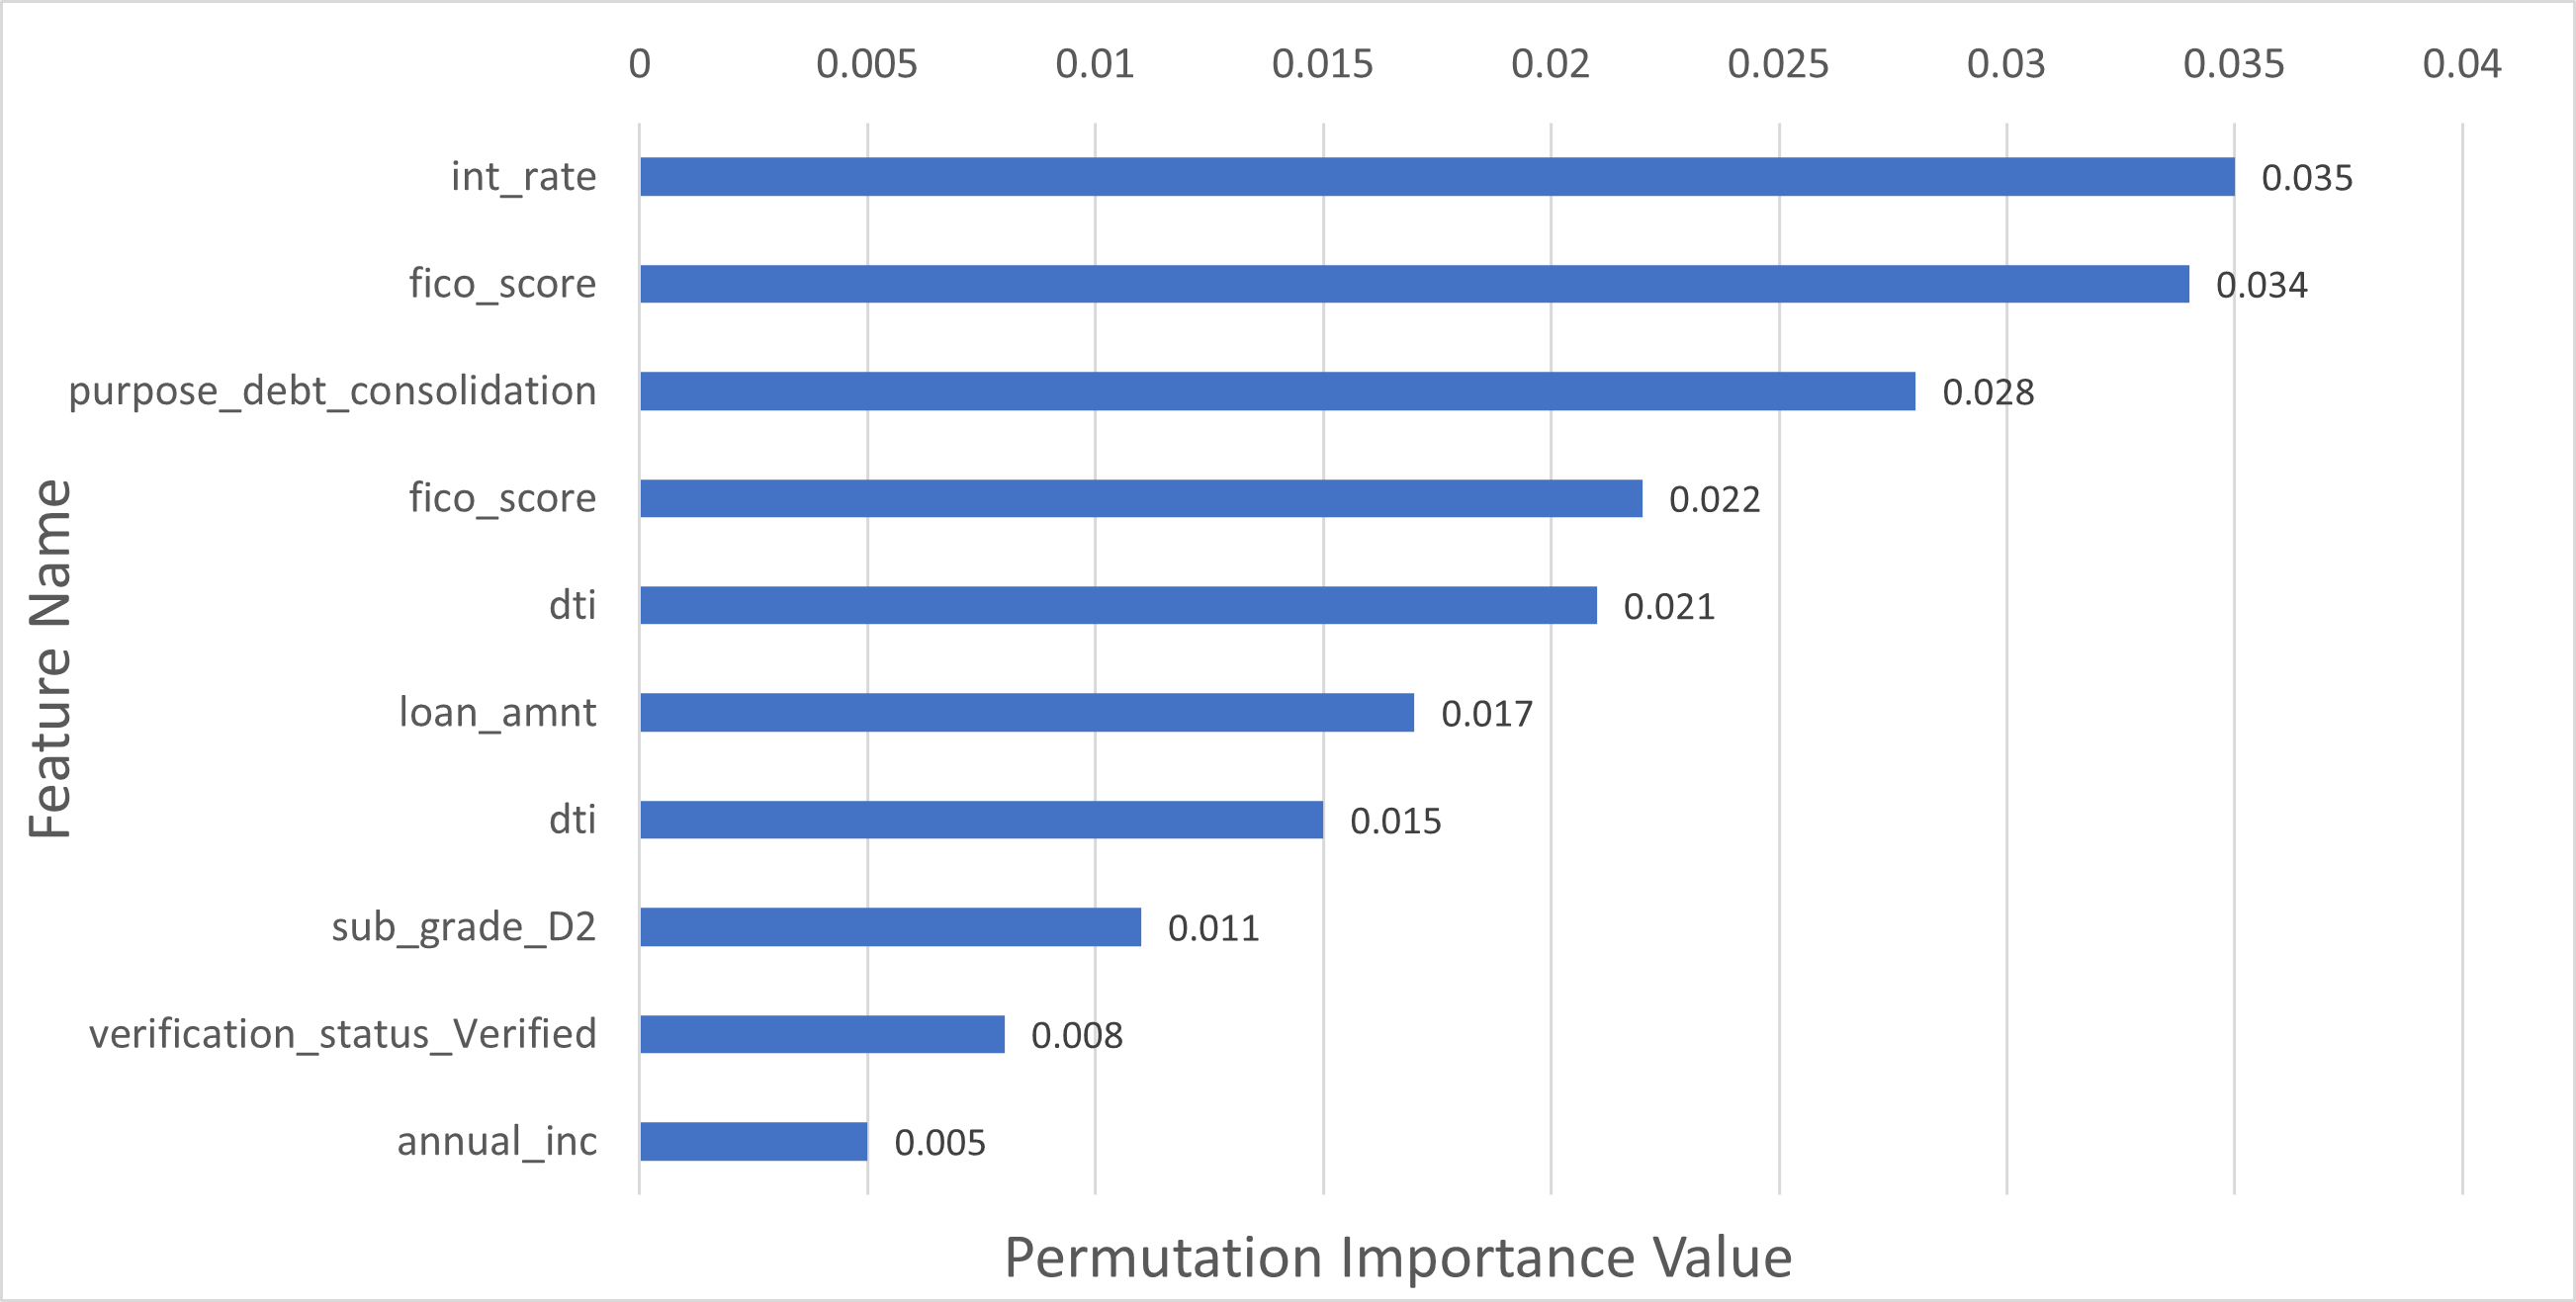 0 0.005 0.01 0.015 0.02 0.025 0.03 0.035 0.04
int_rate 0.035
fico_score 0.034
purpose_debt_consolidation 0.028
fico_score 0.022
dti 0.021
loan_amnt 0.017
dti 0.015
sub_grade_D2 0.011
verification_status_Verified 0.008
annual_inc 0.005
Feature Name
Permutation Importance Value